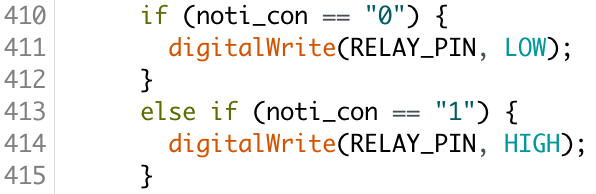 410 if (noti_con == "0") {
411 digitalWrite(RELAY_PIN, LOW);
412 }
413 else if (noti_con == "1") {
414 digitalWrite(RELAY_PIN, HIGH);
415 }